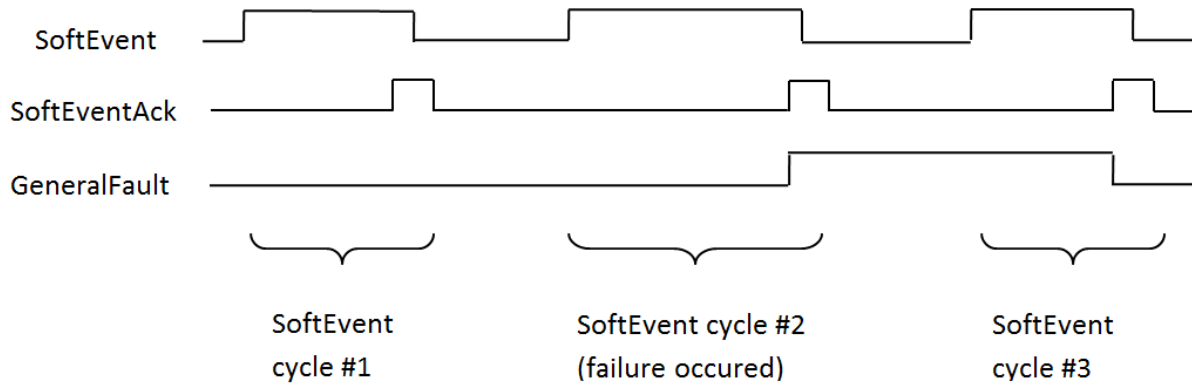 SoftEvent
SoftEventAck
GeneralFault
SoftEvent
cycle #1
SoftEvent cycle #2
(failure occured)
SoftEvent
cycle #3